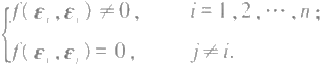 f(ε_i, ε_i) ≠ 0, i = 1, 2, ⋯, n;
f(ε_i, ε_j) = 0, j ≠ i.